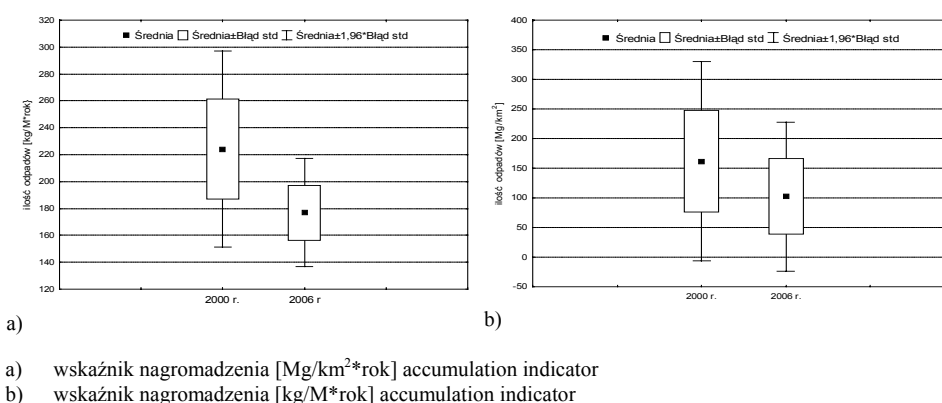 320
300
280
260
240
220
200
180
160
140
120
ilość odpadów [kg/M*rok]
Średnia Średnia±Błąd std Średnia±1,96*Błąd std
2000 r. 2006 r
a)
400
350
300
250
200
150
100
50
0
-50
ilość odpadów [Mg/km²]
Średnia Średnia±Błąd std Średnia±1,96*Błąd std
2000 r. 2006 r.
b)
a) wskaźnik nagromadzenia [Mg/km²*rok] accumulation indicator
b) wskaźnik nagromadzenia [kg/M*rok] accumulation indicator